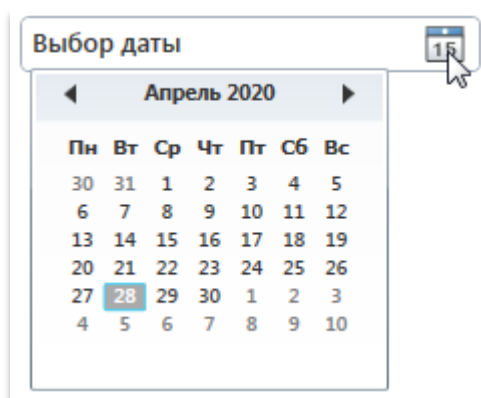 Выбор даты
15
Апрель 2020
Пн Вт Ср Чт Пт Сб Вс
30 31 1 2 3 4 5
6 7 8 9 10 11 12
13 14 15 16 17 18 19
20 21 22 23 24 25 26
27 28 29 30 1 2 3
4 5 6 7 8 9 10